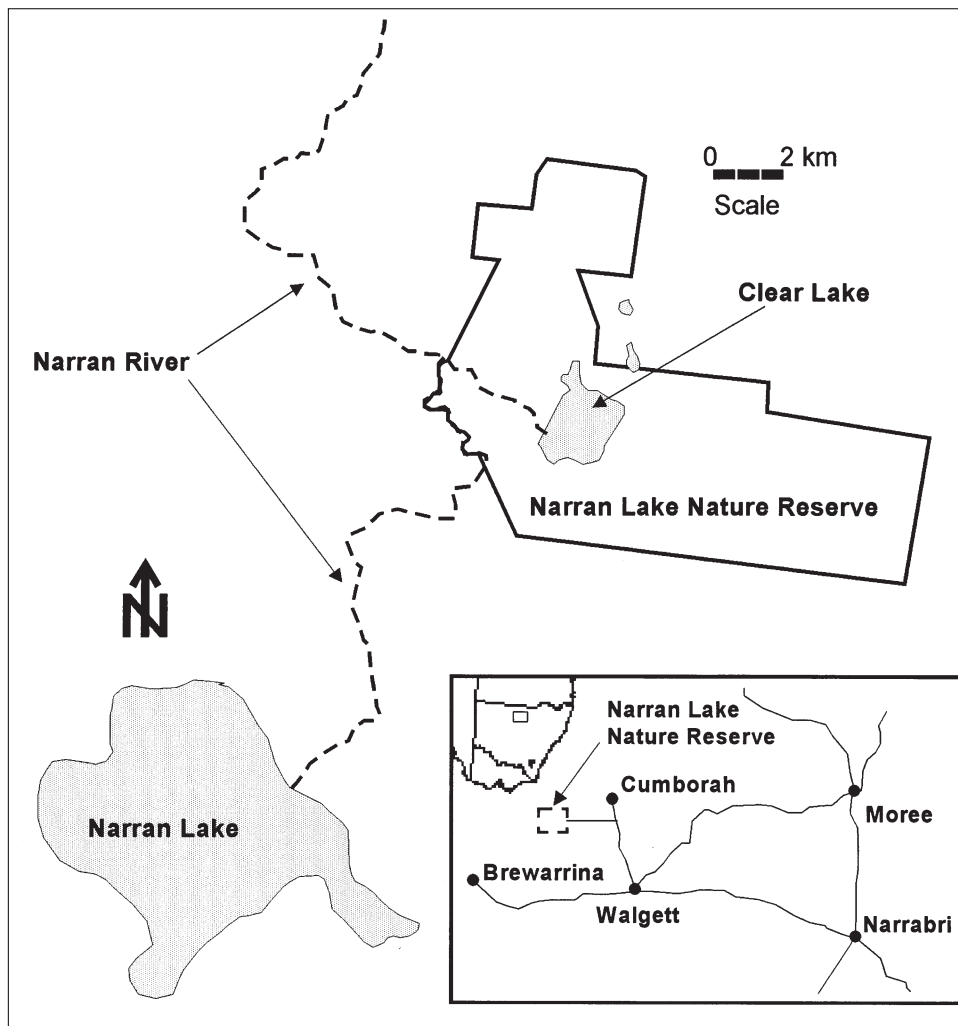 0 2 km
Scale
Clear Lake
Narran River
Narran Lake Nature Reserve
N
Narran Lake
Narran Lake
Nature Reserve
Cumborah
Moree
Brewarrina
Walgett
Narrabri